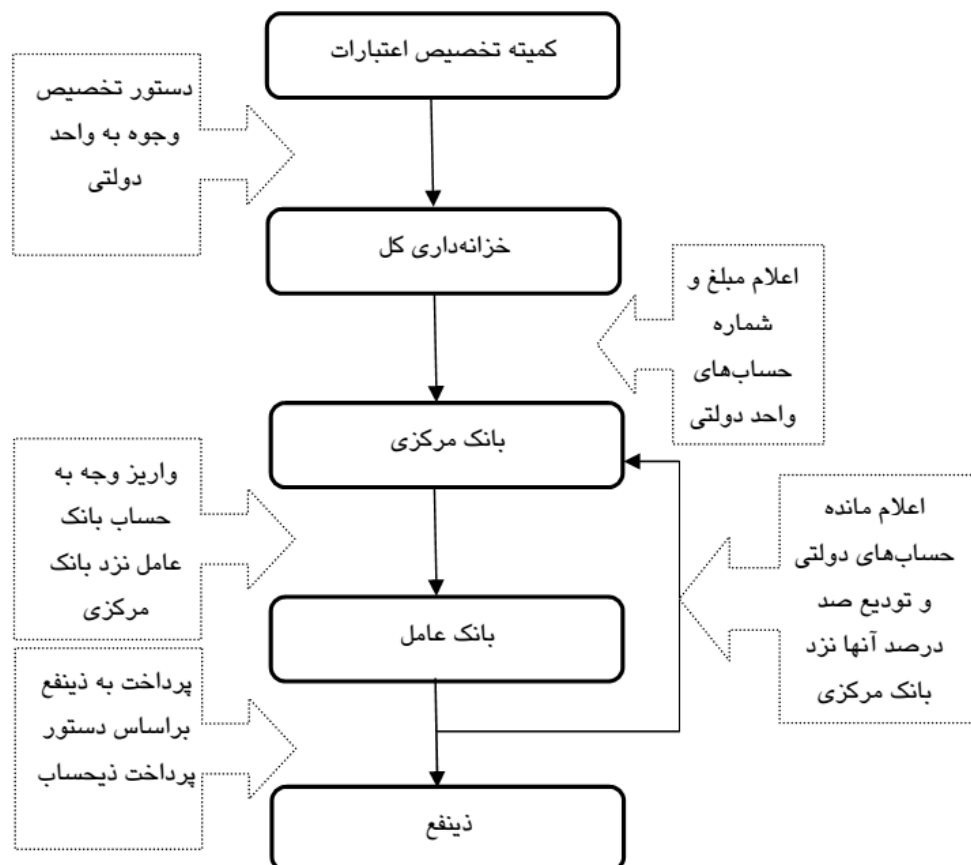 کمیته تخصیص اعتبارات
دستور تخصیص
وجوه به واحد
دولتی
خزانه‌داری کل
اعلام مبلغ و
شماره
حساب‌های
واحد دولتی
بانک مرکزی
واریز وجه به
حساب بانک
عامل نزد بانک
مرکزی
اعلام مانده
حساب‌های دولتی
و تودیع صد
درصد آنها نزد
بانک مرکزی
بانک عامل
پرداخت به ذینفع
براساس دستور
پرداخت ذیحساب
ذینفع